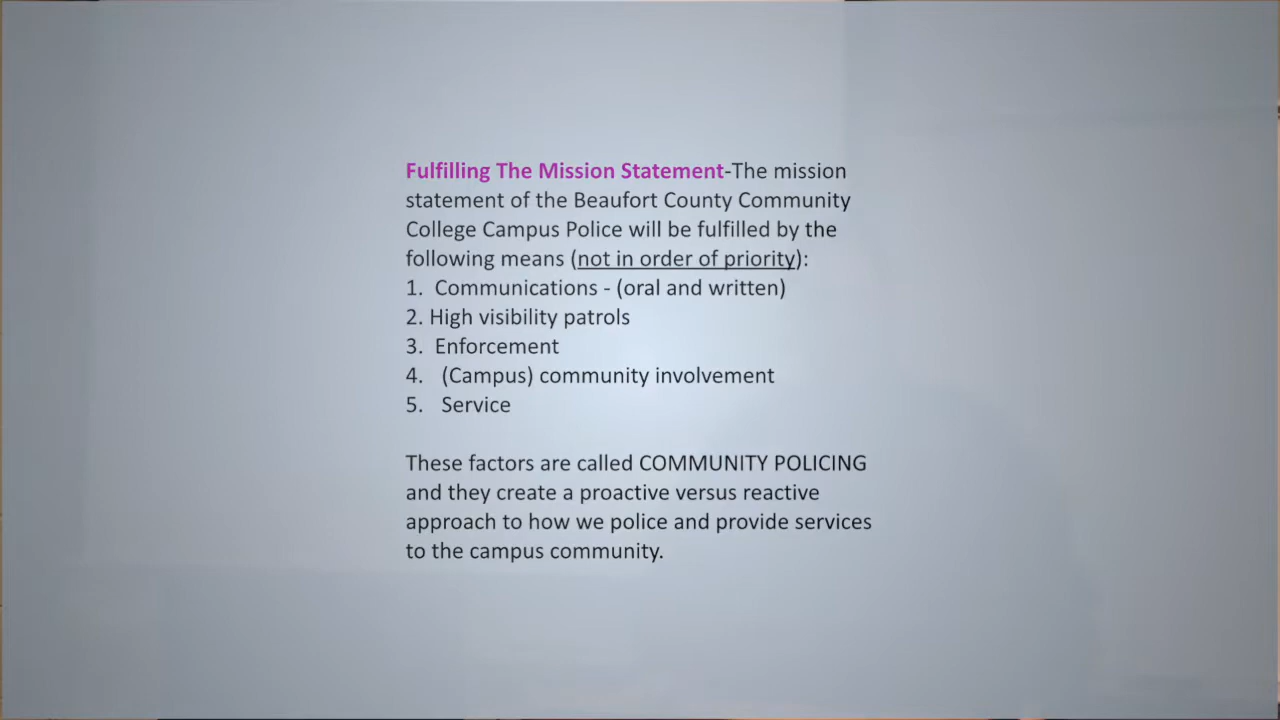 Fulfilling The Mission Statement-The mission
statement of the Beaufort County Community
College Campus Police will be fulfilled by the
following means (not in order of priority):
1. Communications - (oral and written)
2. High visibility patrols
3. Enforcement
4. (Campus) community involvement
5. Service
These factors are called COMMUNITY POLICING
and they create a proactive versus reactive
approach to how we police and provide services
to the campus community.